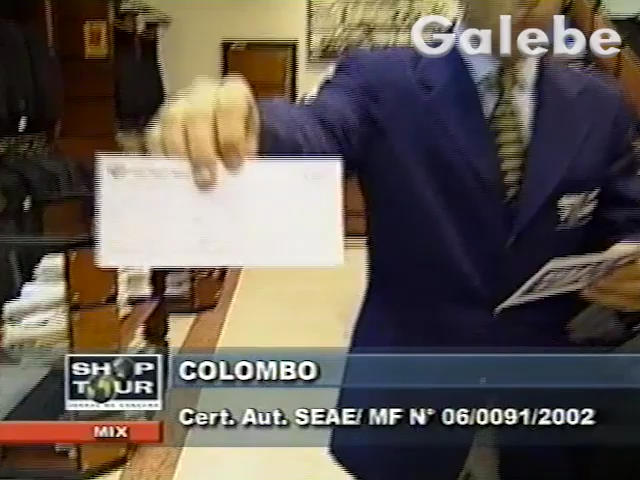 Galebe
SHOP
TOUR
COLOMBO
Cert. Aut. SEAE/ MF N° 06/0091/2002
MIX